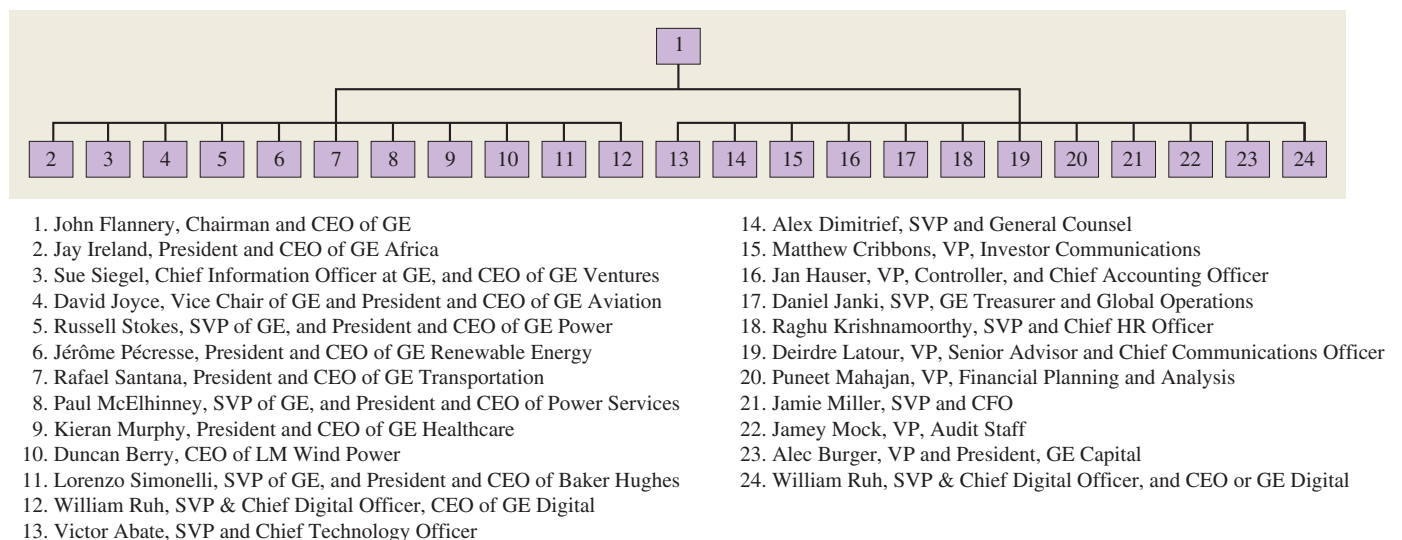 1
2 3 4 5 6 7 8 9 10 11 12 13 14 15 16 17 18 19 20 21 22 23 24
1. John Flannery, Chairman and CEO of GE
2. Jay Ireland, President and CEO of GE Africa
3. Sue Siegel, Chief Information Officer at GE, and CEO of GE Ventures
4. David Joyce, Vice Chair of GE and President and CEO of GE Aviation
5. Russell Stokes, SVP of GE, and President and CEO of GE Power
6. Jérôme Pécresse, President and CEO of GE Renewable Energy
7. Rafael Santana, President and CEO of GE Transportation
8. Paul McElhinney, SVP of GE, and President and CEO of Power Services
9. Kieran Murphy, President and CEO of GE Healthcare
10. Duncan Berry, CEO of LM Wind Power
11. Lorenzo Simonelli, SVP of GE, and President and CEO of Baker Hughes
12. William Ruh, SVP & Chief Digital Officer, CEO of GE Digital
13. Victor Abate, SVP and Chief Technology Officer
14. Alex Dimitrief, SVP and General Counsel
15. Matthew Cribbons, VP, Investor Communications
16. Jan Hauser, VP, Controller, and Chief Accounting Officer
17. Daniel Janki, SVP, GE Treasurer and Global Operations
18. Raghu Krishnamoorthy, SVP and Chief HR Officer
19. Deirdre Latour, VP, Senior Advisor and Chief Communications Officer
20. Puneet Mahajan, VP, Financial Planning and Analysis
21. Jamie Miller, SVP and CFO
22. Jamey Mock, VP, Audit Staff
23. Alec Burger, VP and President, GE Capital
24. William Ruh, SVP & Chief Digital Officer, and CEO or GE Digital